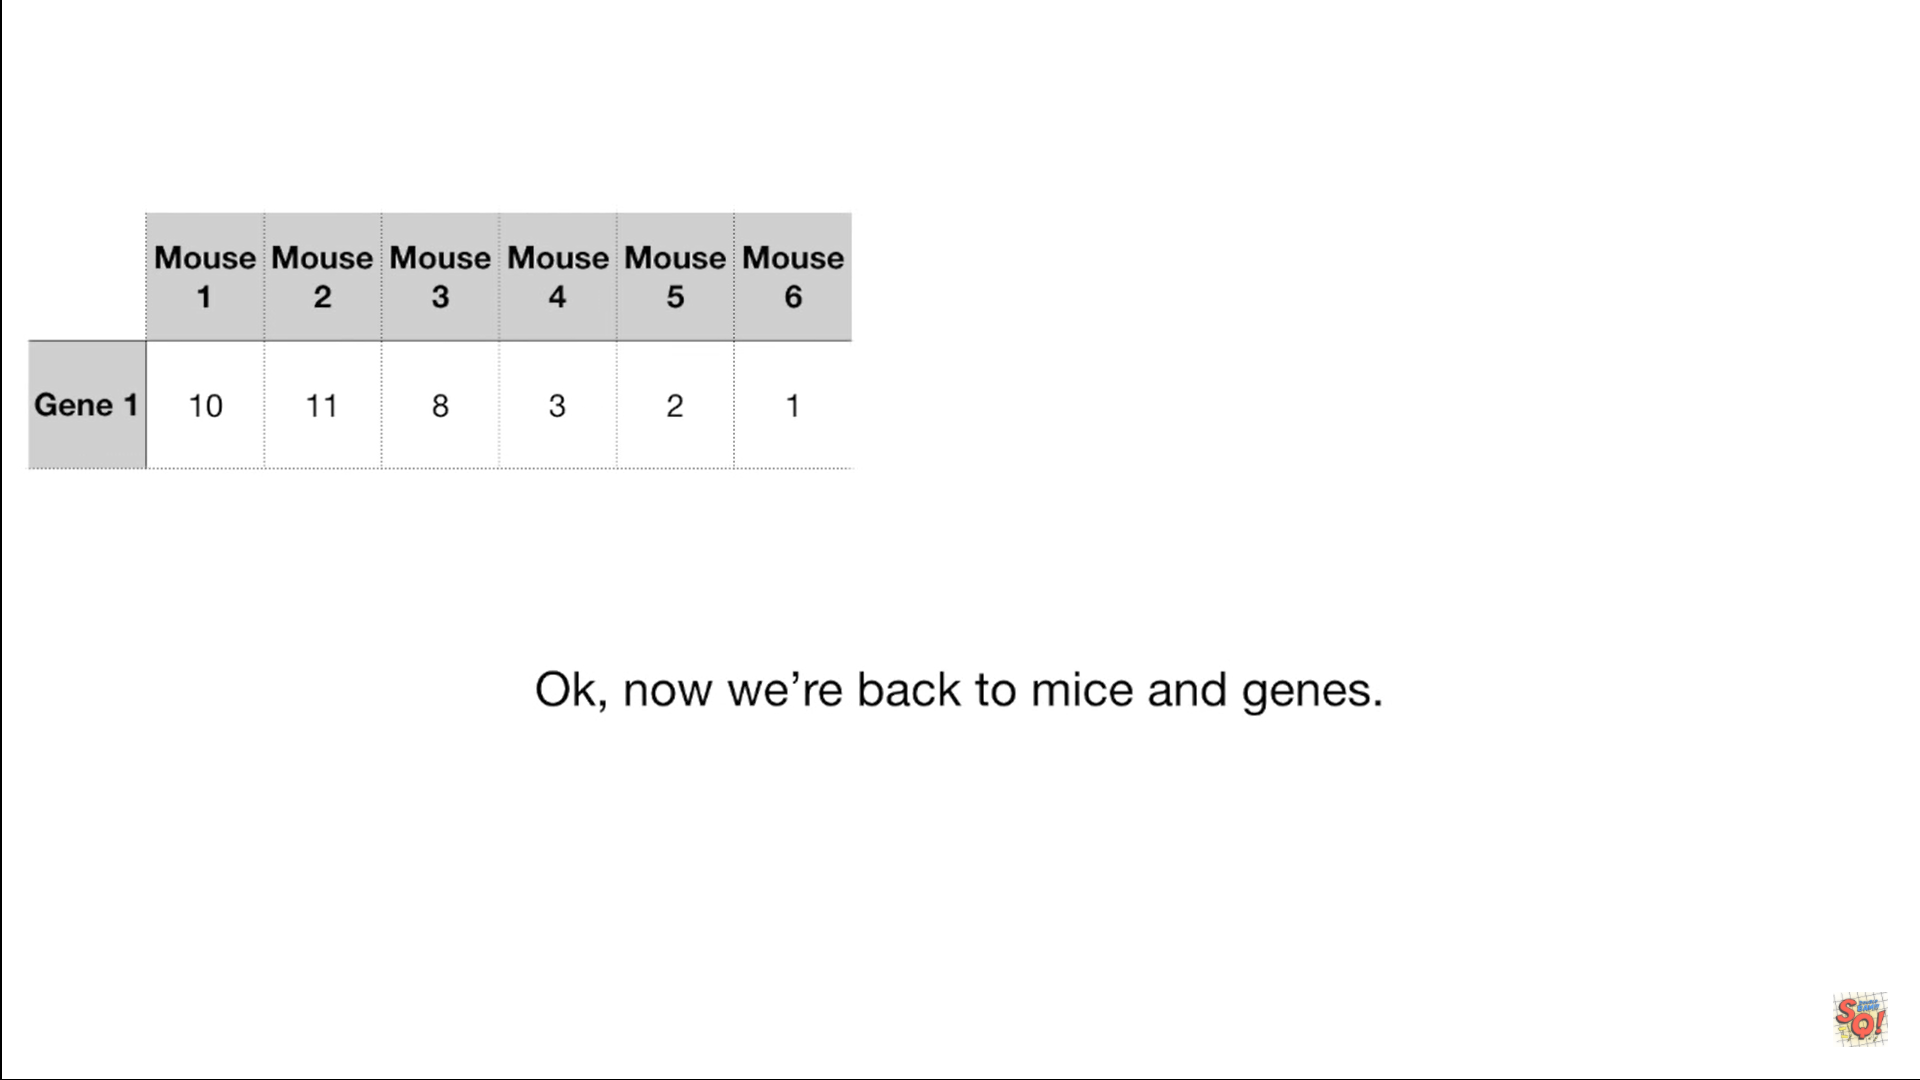 Mouse 1 Mouse 2 Mouse 3 Mouse 4 Mouse 5 Mouse 6
Gene 1 10 11 8 3 2 1
Ok, now we're back to mice and genes.
SQ!